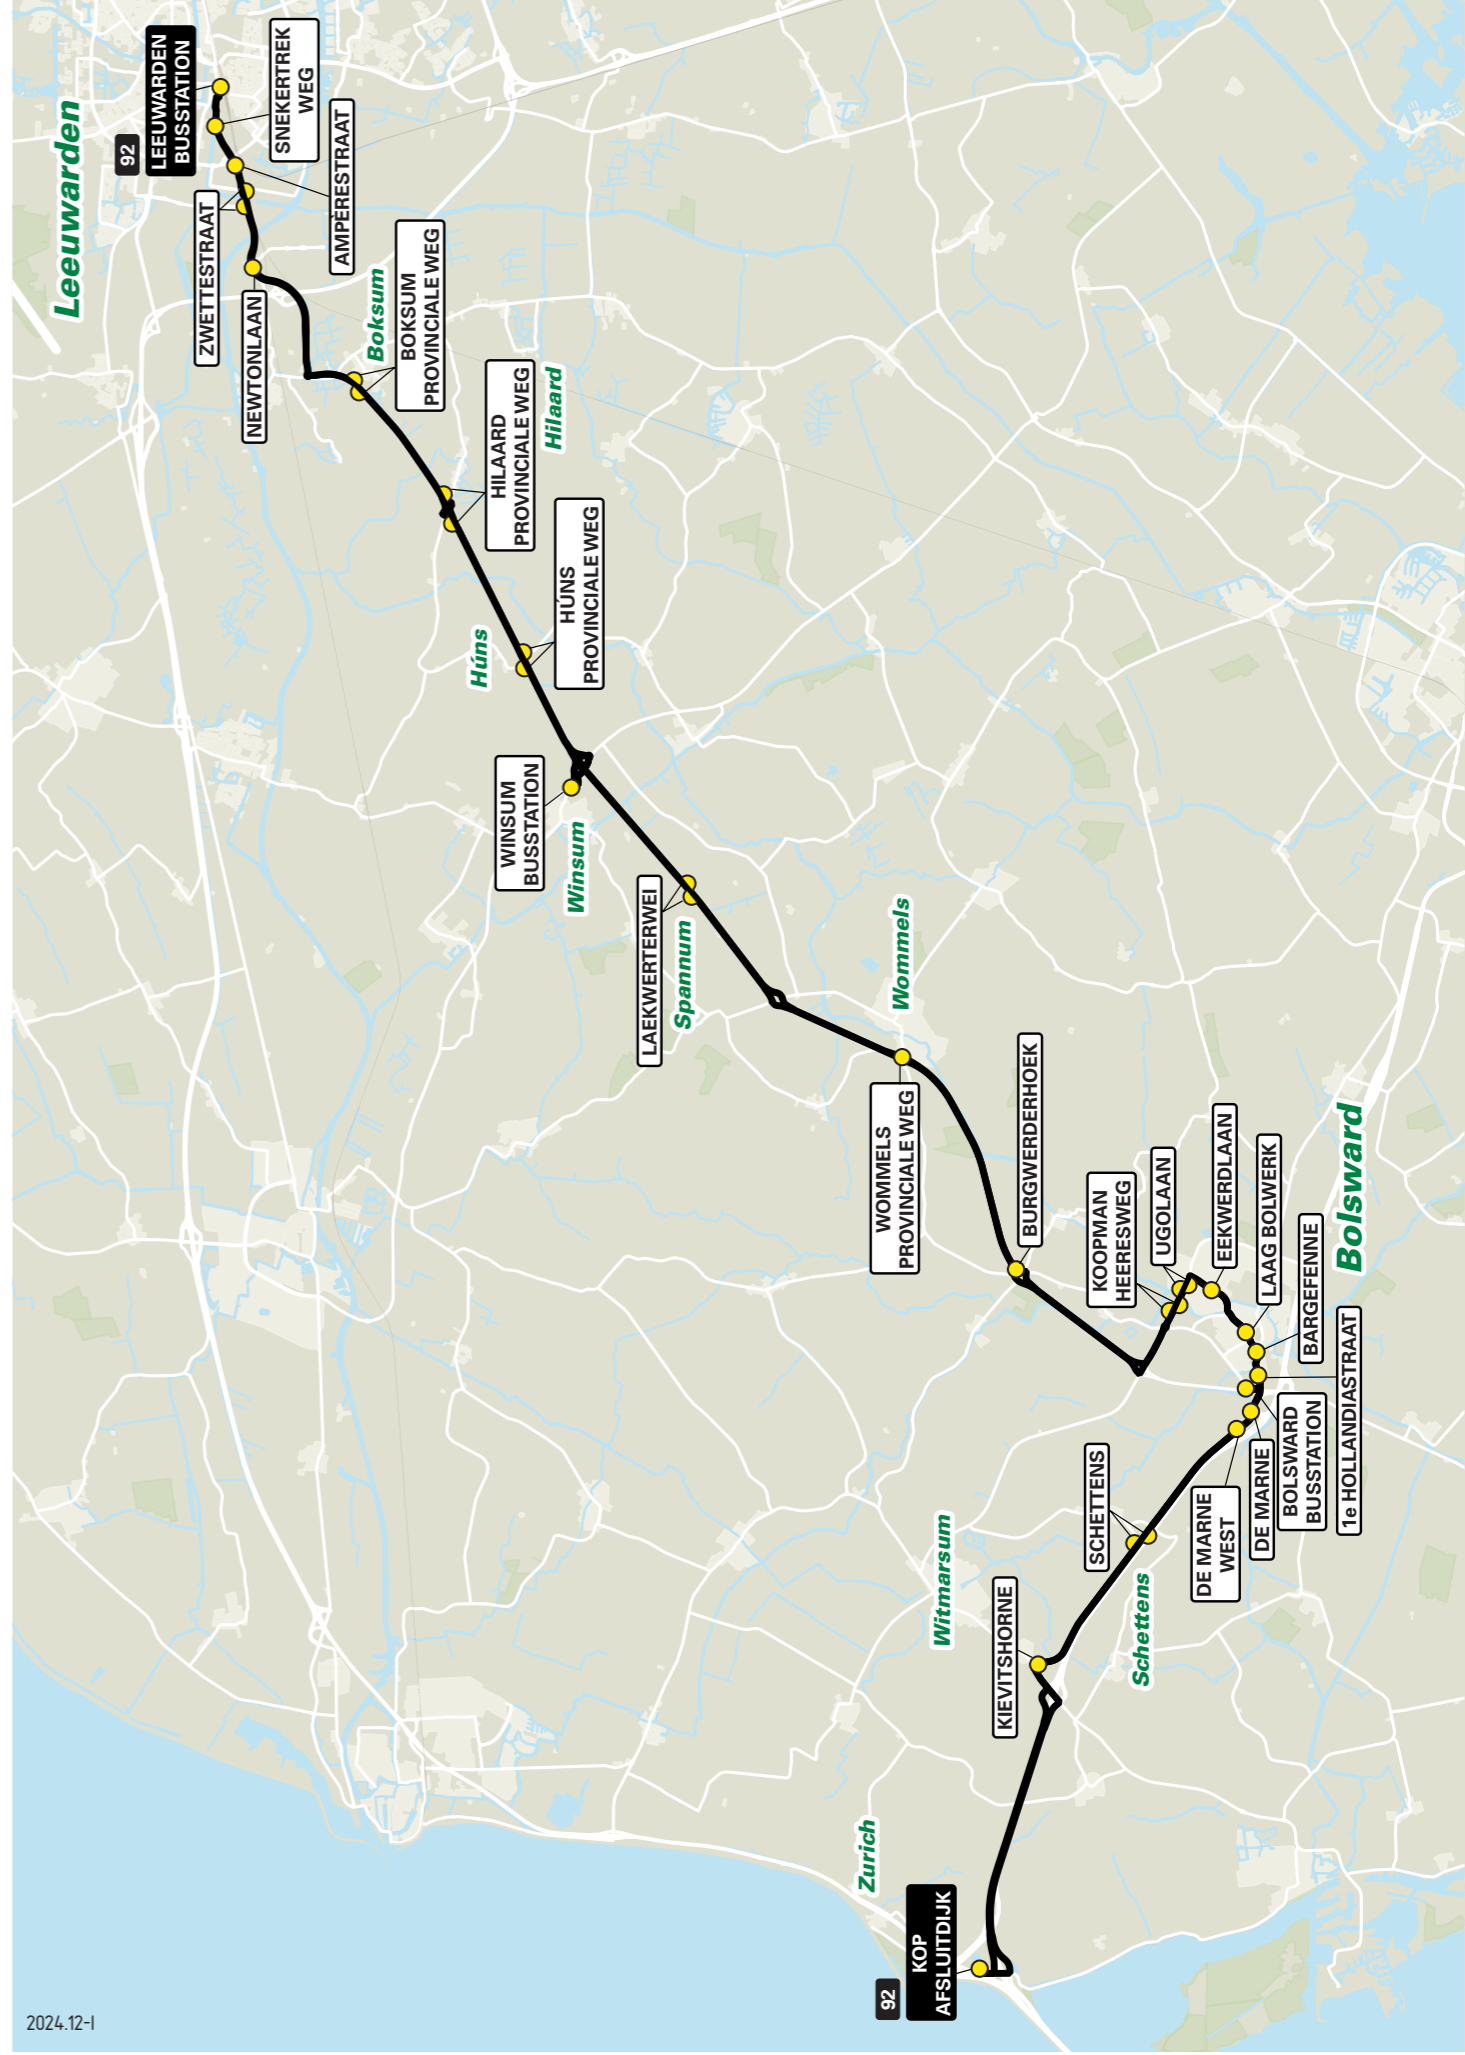 Leeuwarden
92
LEEUWARDEN
BUSSTATION
SNEKERTREK
WEG
AMPERESTRAAT
ZWETTESTRAAT
NEWTONLAAN
Boksum
BOKSUM
PROVINCIALE WEG
HILAARD
PROVINCIALE WEG
Hilaard
HÚNS
PROVINCIALE WEG
Húns
WINSUM
BUSSTATION
Winsum
LAEKWERTERWEI
Spannum
Wommels
WOMMELS
PROVINCIALE WEG
BURGWERDERHOEK
KOOPMAN
HEERESWEG
UGOLAAN
EEKWERDLAAN
LAAG BOLWERK
BARGEFENNE
Bolsward
1e HOLLANDIASTRAAT
BOLSWARD
BUSSTATION
DE MARNE
DE MARNE
WEST
SCHETTENS
Schettens
Witmarsum
KIEVITSHORNE
Zurich
92
KOP
AFSLUITDIJK
2024.12-I